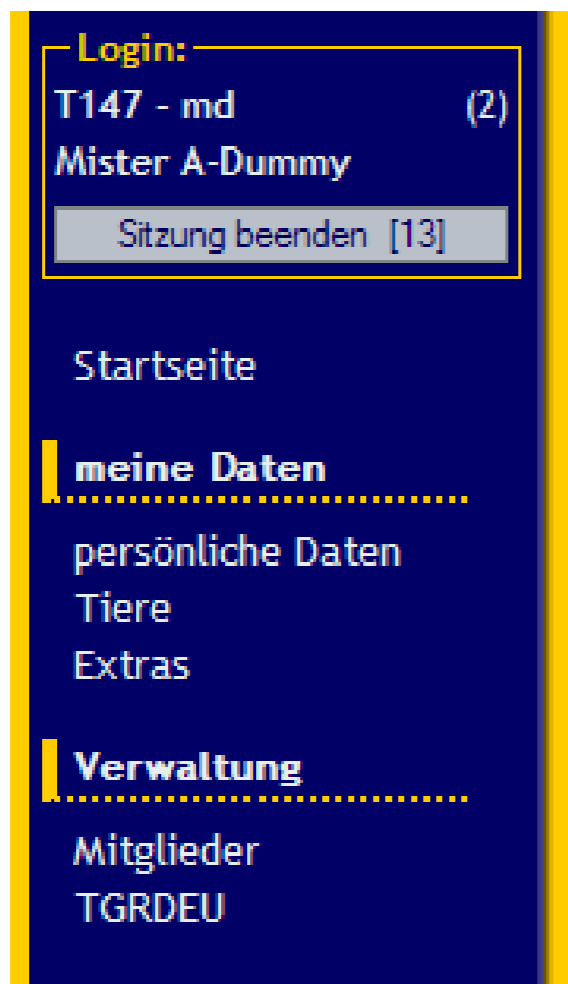 Login:
T147 - md (2)
Mister A-Dummy
Sitzung beenden [13]
Startseite
meine Daten
persönliche Daten
Tiere
Extras
Verwaltung
Mitglieder
TGRDEU